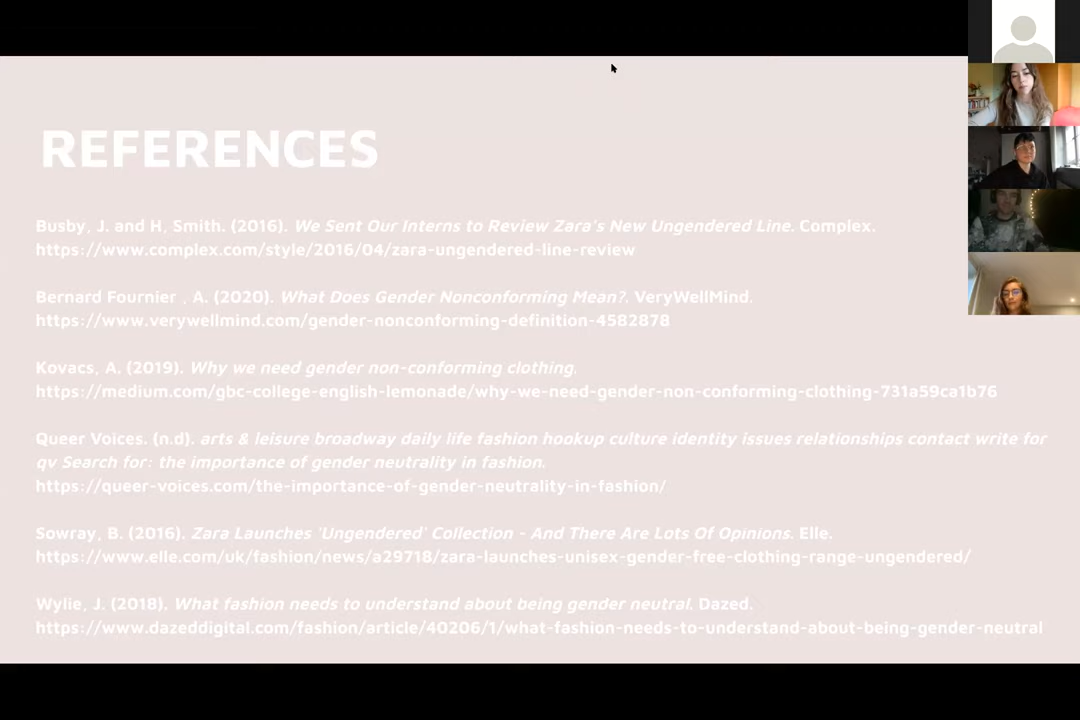 REFERENCES
Busby, J. and H, Smith. (2016). We Sent Our Interns to Review Zara's New Ungendered Line. Complex.
https://www.complex.com/style/2016/04/zara-ungendered-line-review
Bernard Fournier , A. (2020). What Does Gender Nonconforming Mean?. VeryWellMind.
https://www.verywellmind.com/gender-nonconforming-definition-4582878
Kovacs, A. (2019). Why we need gender non-conforming clothing.
https://medium.com/gbc-college-english-lemonade/why-we-need-gender-non-conforming-clothing-731a59ca1b76
Queer Voices. (n.d). arts & leisure broadway daily life fashion hookup culture identity issues relationships contact write for
qv Search for: the importance of gender neutrality in fashion.
https://queer-voices.com/the-importance-of-gender-neutrality-in-fashion/
Sowray, B. (2016). Zara Launches 'Ungendered' Collection - And There Are Lots Of Opinions. Elle.
https://www.elle.com/uk/fashion/news/a29718/zara-launches-unisex-gender-free-clothing-range-ungendered/
Wylie, J. (2018). What fashion needs to understand about being gender neutral. Dazed.
https://www.dazeddigital.com/fashion/article/40206/1/what-fashion-needs-to-understand-about-being-gender-neutral